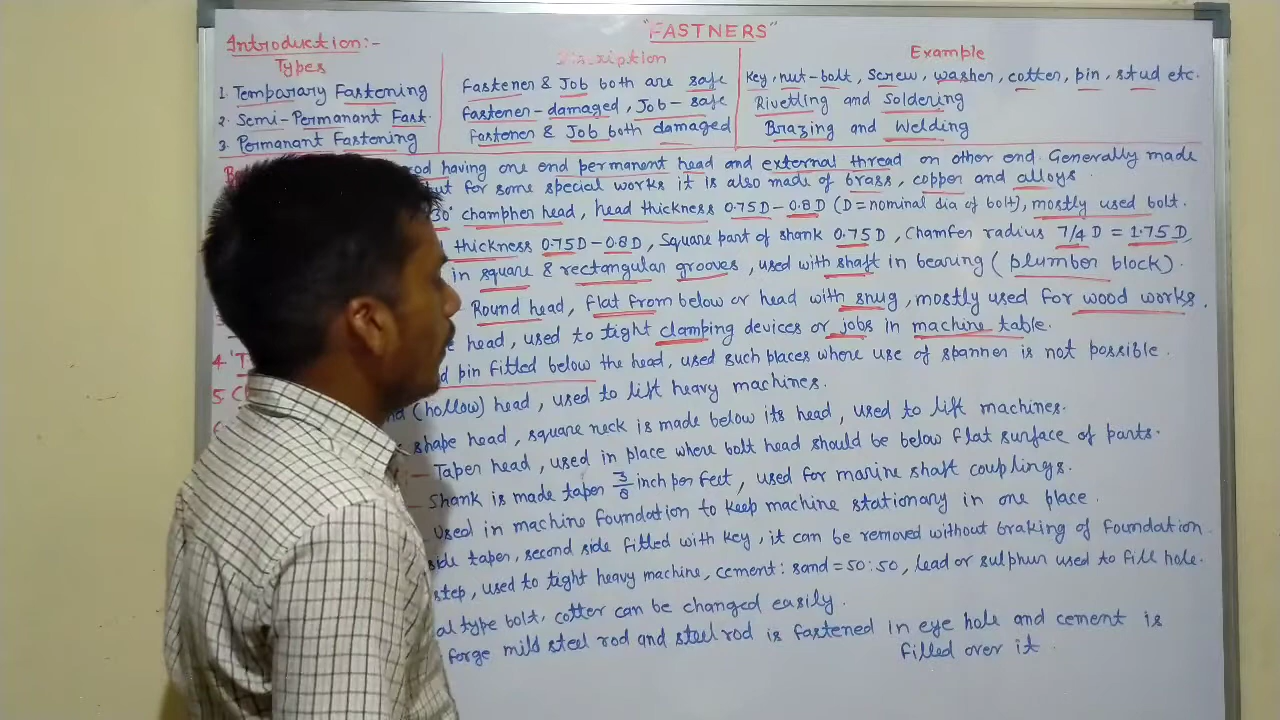 "FASTNERS"
Introduction:-
Types Example
1. Temparary Fastening Fastener & Job both are safe Key, nut-bolt, Screw, washer, cotter, pin, stud etc.
2. Semi-Permanant Fast. fastener-damaged, Job-safe Rivetling and Soldering
3. Permanant Fastening Fastener & Job both damaged Brazing and Welding
rod having one end permanent head and external thread on other end. Generally made
but for some special works it is also made of brass, copper and alloys.
30° champher head, head thickness 0.75D-0.8D (D=nominal dia of bolt), mostly used bolt.
thickness 0.75D-0.8D, Square part of shank 0.75D, Chamfer radius 7/4 D = 1.75D,
in square & rectangular grooves, used with shaft in bearing (plumber block).
Round head, flat from below or head with snug, mostly used for wood works.
head, used to tight clamping devices or jobs in machine table.
4. T
pin fitted below the head, used such places where use of spanner is not possible.
5. C
(hollow) head, used to lift heavy machines.
shape head, square neck is made below its head, used to lift machines.
- Taper head, used in place where bolt head should be below flat surface of parts.
- Shank is made taper 3/8 inch per feet, used for marine shaft couplings.
- Used in machine foundation to keep machine stationary in one place.
side taper, second side fitted with key, it can be removed without braking of foundation.
step, used to tight heavy machine, cement: sand = 50:50, lead or sulphur used to fill hole.
type bolt, cotter can be changed easily.
forge mild steel rod and steel rod is fastened in eye hole and cement is
filled over it.